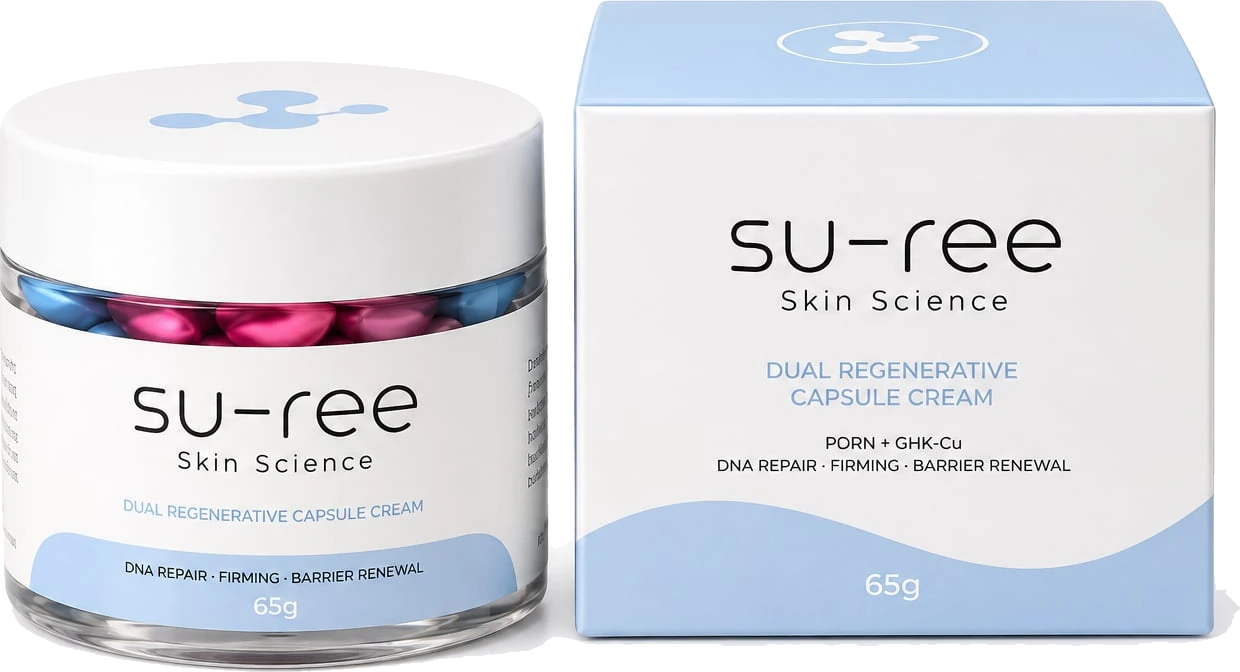 su-ree
Skin Science
DUAL REGENERATIVE CAPSULE CREAM
DNA REPAIR · FIRMING · BARRIER RENEWAL
65g
su-ree
Skin Science
DUAL REGENERATIVE
CAPSULE CREAM
PORN + GHK-Cu
DNA REPAIR · FIRMING · BARRIER RENEWAL
65g